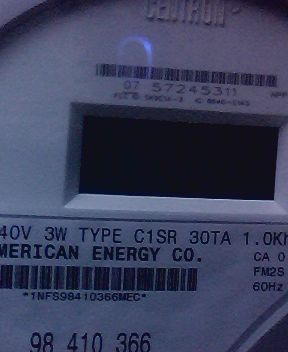 CENTRON
07 57245311
40V 3W TYPE C1SR 30TA 1.0Kh
CA 0
MERICAN ENERGY CO.
FM2S
60Hz
*1NFS98410366MEC*
98 410 366